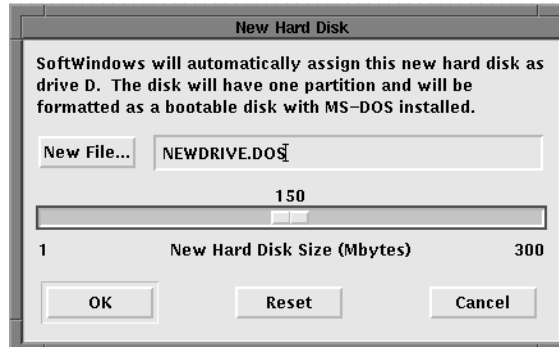 New Hard Disk
SoftWindows will automatically assign this new hard disk as
drive D. The disk will have one partition and will be
formatted as a bootable disk with MS-DOS installed.
New File... NEWDRIVE.DOS
150
1 New Hard Disk Size (Mbytes) 300
OK Reset Cancel